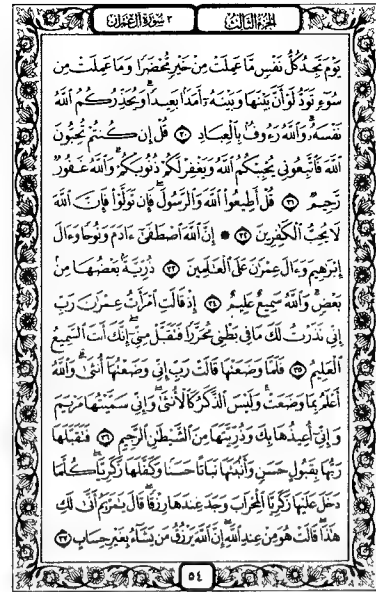 الجزء الثالث
٣ سورة آل عمران
يَوْمَ تَجِدُ كُلُّ نَفْسٍ مَّا عَمِلَتْ مِنْ خَيْرٍ مُّحْضَرًا وَمَا عَمِلَتْ مِن
سُوٓءٍ تَوَدُّ لَوْ أَنَّ بَيْنَهَا وَبَيْنَهُۥٓ أَمَدَۢا بَعِيدًا ۗ وَيُحَذِّرُكُمُ ٱللَّهُ
نَفْسَهُۥ ۗ وَٱللَّهُ رَءُوفُۢ بِٱلْعِبَادِ ٣٠ قُلْ إِن كُنتُمْ تُحِبُّونَ
ٱللَّهَ فَٱتَّبِعُونِى يُحْبِبْكُمُ ٱللَّهُ وَيَغْفِرْ لَكُمْ ذُنُوبَكُمْ ۗ وَٱللَّهُ غَفُورٌ
رَّحِيمٌ ٣١ قُلْ أَطِيعُوا۟ ٱللَّهَ وَٱلرَّسُولَ ۖ فَإِن تَوَلَّوْا۟ فَإِنَّ ٱللَّهَ
لَا يُحِبُّ ٱلْكَٰفِرِينَ ٣٢ ۞ إِنَّ ٱللَّهَ ٱصْطَفَىٰٓ ءَادَمَ وَنُوحًا وَءَالَ
إِبْرَٰهِيمَ وَءَالَ عِمْرَٰنَ عَلَى ٱلْعَٰلَمِينَ ٣٣ ذُرِّيَّةَۢ بَعْضُهَا مِنۢ
بَعْضٍ ۗ وَٱللَّهُ سَمِيعٌ عَلِيمٌ ٣٤ إِذْ قَالَتِ ٱمْرَأَتُ عِمْرَٰنَ رَبِّ
إِنِّى نَذَرْتُ لَكَ مَا فِى بَطْنِى مُحَرَّرًا فَتَقَبَّلْ مِنِّىٓ ۖ إِنَّكَ أَنتَ ٱلسَّمِيعُ
ٱلْعَلِيمُ ٣٥ فَلَمَّا وَضَعَتْهَا قَالَتْ رَبِّ إِنِّى وَضَعْتُهَآ أُنثَىٰ وَٱللَّهُ
أَعْلَمُ بِمَا وَضَعَتْ وَلَيْسَ ٱلذَّكَرُ كَٱلْأُنثَىٰ ۖ وَإِنِّى سَمَّيْتُهَا مَرْيَمَ
وَإِنِّىٓ أُعِيذُهَا بِكَ وَذُرِّيَّتَهَا مِنَ ٱلشَّيْطَٰنِ ٱلرَّجِيمِ ٣٦ فَتَقَبَّلَهَا
رَبُّهَا بِقَبُولٍ حَسَنٍ وَأَنۢبَتَهَا نَبَاتًا حَسَنًا وَكَفَّلَهَا زَكَرِيَّا ۖ كُلَّمَا
دَخَلَ عَلَيْهَا زَكَرِيَّا ٱلْمِحْرَابَ وَجَدَ عِندَهَا رِزْقًا ۖ قَالَ يَٰمَرْيَمُ أَنَّىٰ لَكِ
هَٰذَا ۖ قَالَتْ هُوَ مِنْ عِندِ ٱللَّهِ ۖ إِنَّ ٱللَّهَ يَرْزُقُ مَن يَشَآءُ بِغَيْرِ حِسَابٍ ٣٧
٥٤